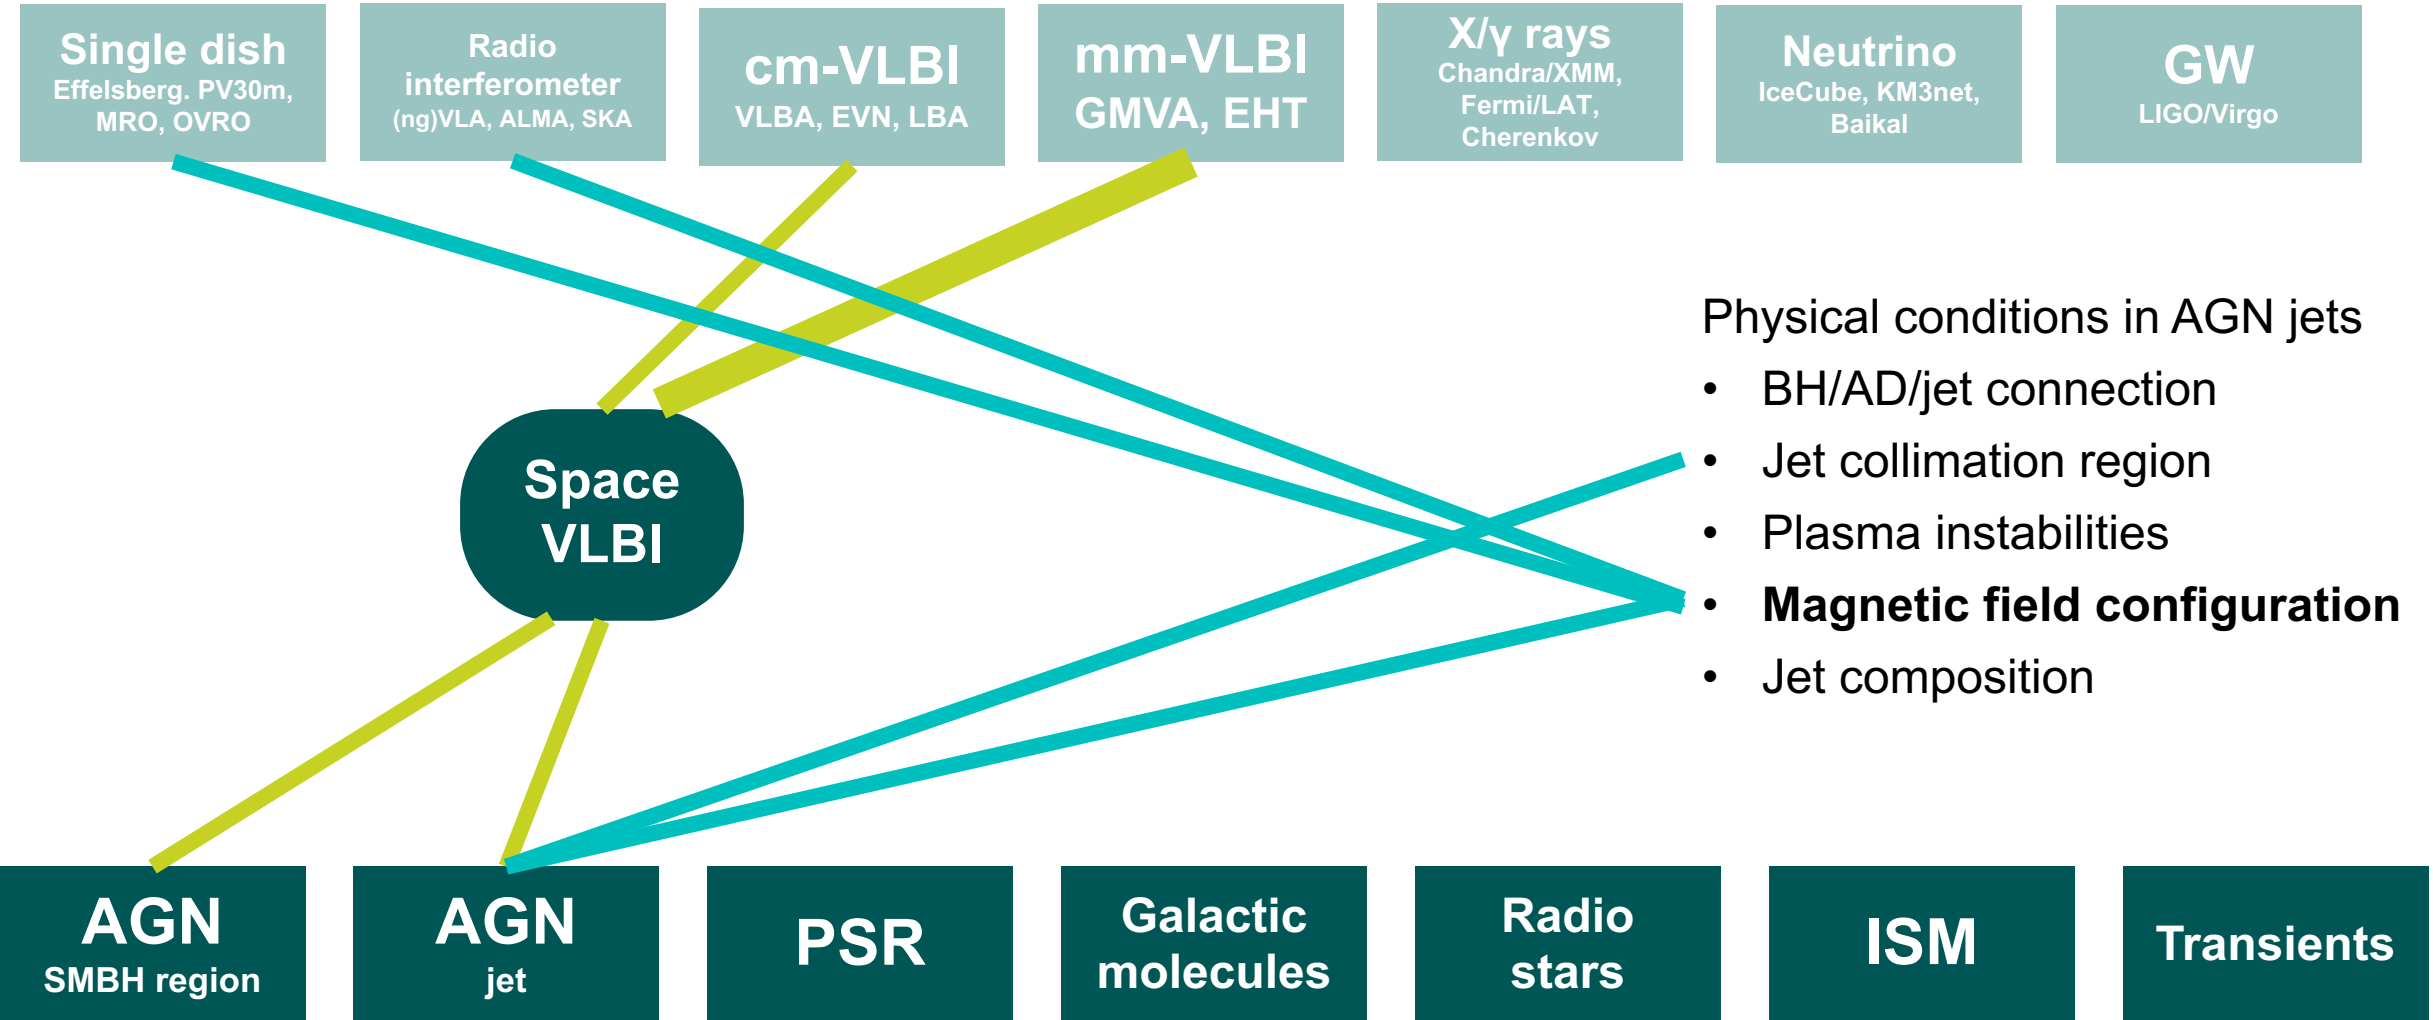 Single dish
Effelsberg. PV30m,
MRO, OVRO
Radio
interferometer
(ng)VLA, ALMA, SKA
cm-VLBI
VLBA, EVN, LBA
mm-VLBI
GMVA, EHT
X/γ rays
Chandra/XMM,
Fermi/LAT,
Cherenkov
Neutrino
IceCube, KM3net,
Baikal
GW
LIGO/Virgo
Space
VLBI
Physical conditions in AGN jets
• BH/AD/jet connection
• Jet collimation region
• Plasma instabilities
• Magnetic field configuration
• Jet composition
AGN
SMBH region
AGN
jet
PSR
Galactic
molecules
Radio
stars
ISM
Transients